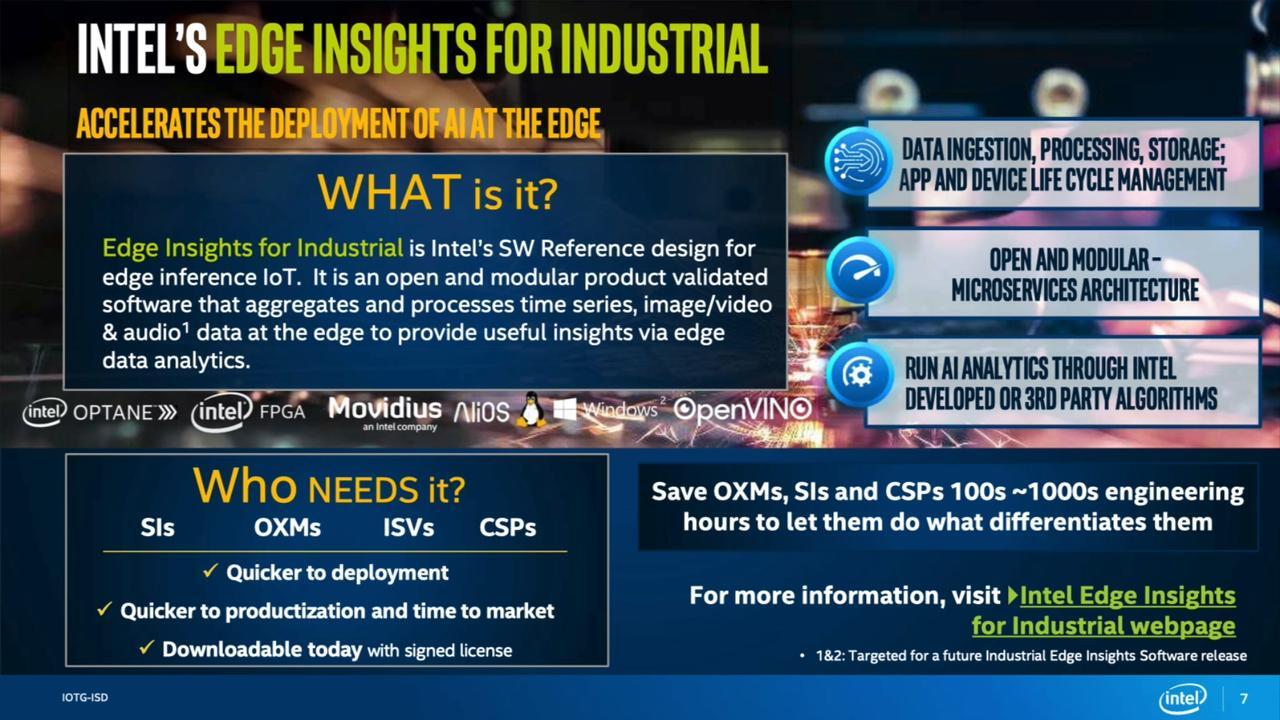 INTEL'S EDGE INSIGHTS FOR INDUSTRIAL
ACCELERATES THE DEPLOYMENT OF AI AT THE EDGE
WHAT is it?
Edge Insights for Industrial is Intel's SW Reference design for
edge inference IoT. It is an open and modular product validated
software that aggregates and processes time series, image/video
& audio¹ data at the edge to provide useful insights via edge
data analytics.
DATA INGESTION, PROCESSING, STORAGE;
APP AND DEVICE LIFE CYCLE MANAGEMENT
OPEN AND MODULAR –
MICROSERVICES ARCHITECTURE
RUN AI ANALYTICS THROUGH INTEL
DEVELOPED OR 3RD PARTY ALGORITHMS
intel OPTANE intel FPGA Movidius AliOS Windows² OpenVINO
an Intel company
Who NEEDS it?
SIs OXMs ISVs CSPs
✓ Quicker to deployment
✓ Quicker to productization and time to market
✓ Downloadable today with signed license
Save OXMs, SIs and CSPs 100s ~1000s engineering
hours to let them do what differentiates them
For more information, visit Intel Edge Insights
for Industrial webpage
• 1&2: Targeted for a future Industrial Edge Insights Software release
IOTG-ISD
intel
7